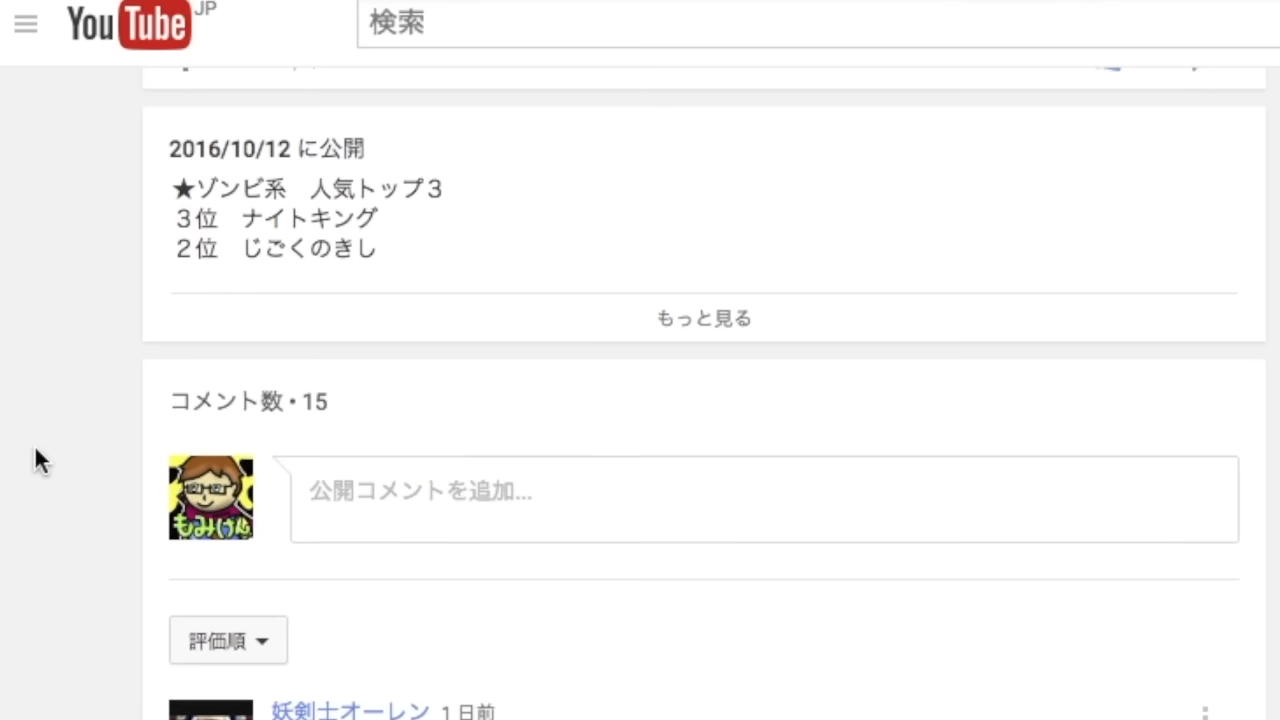 YouTube JP
検索
2016/10/12 に公開
★ゾンビ系　人気トップ３
３位　ナイトキング
２位　じごくのきし
もっと見る
コメント数・15
もみけん
公開コメントを追加...
評価順
妖剣士オーレン 1 日前